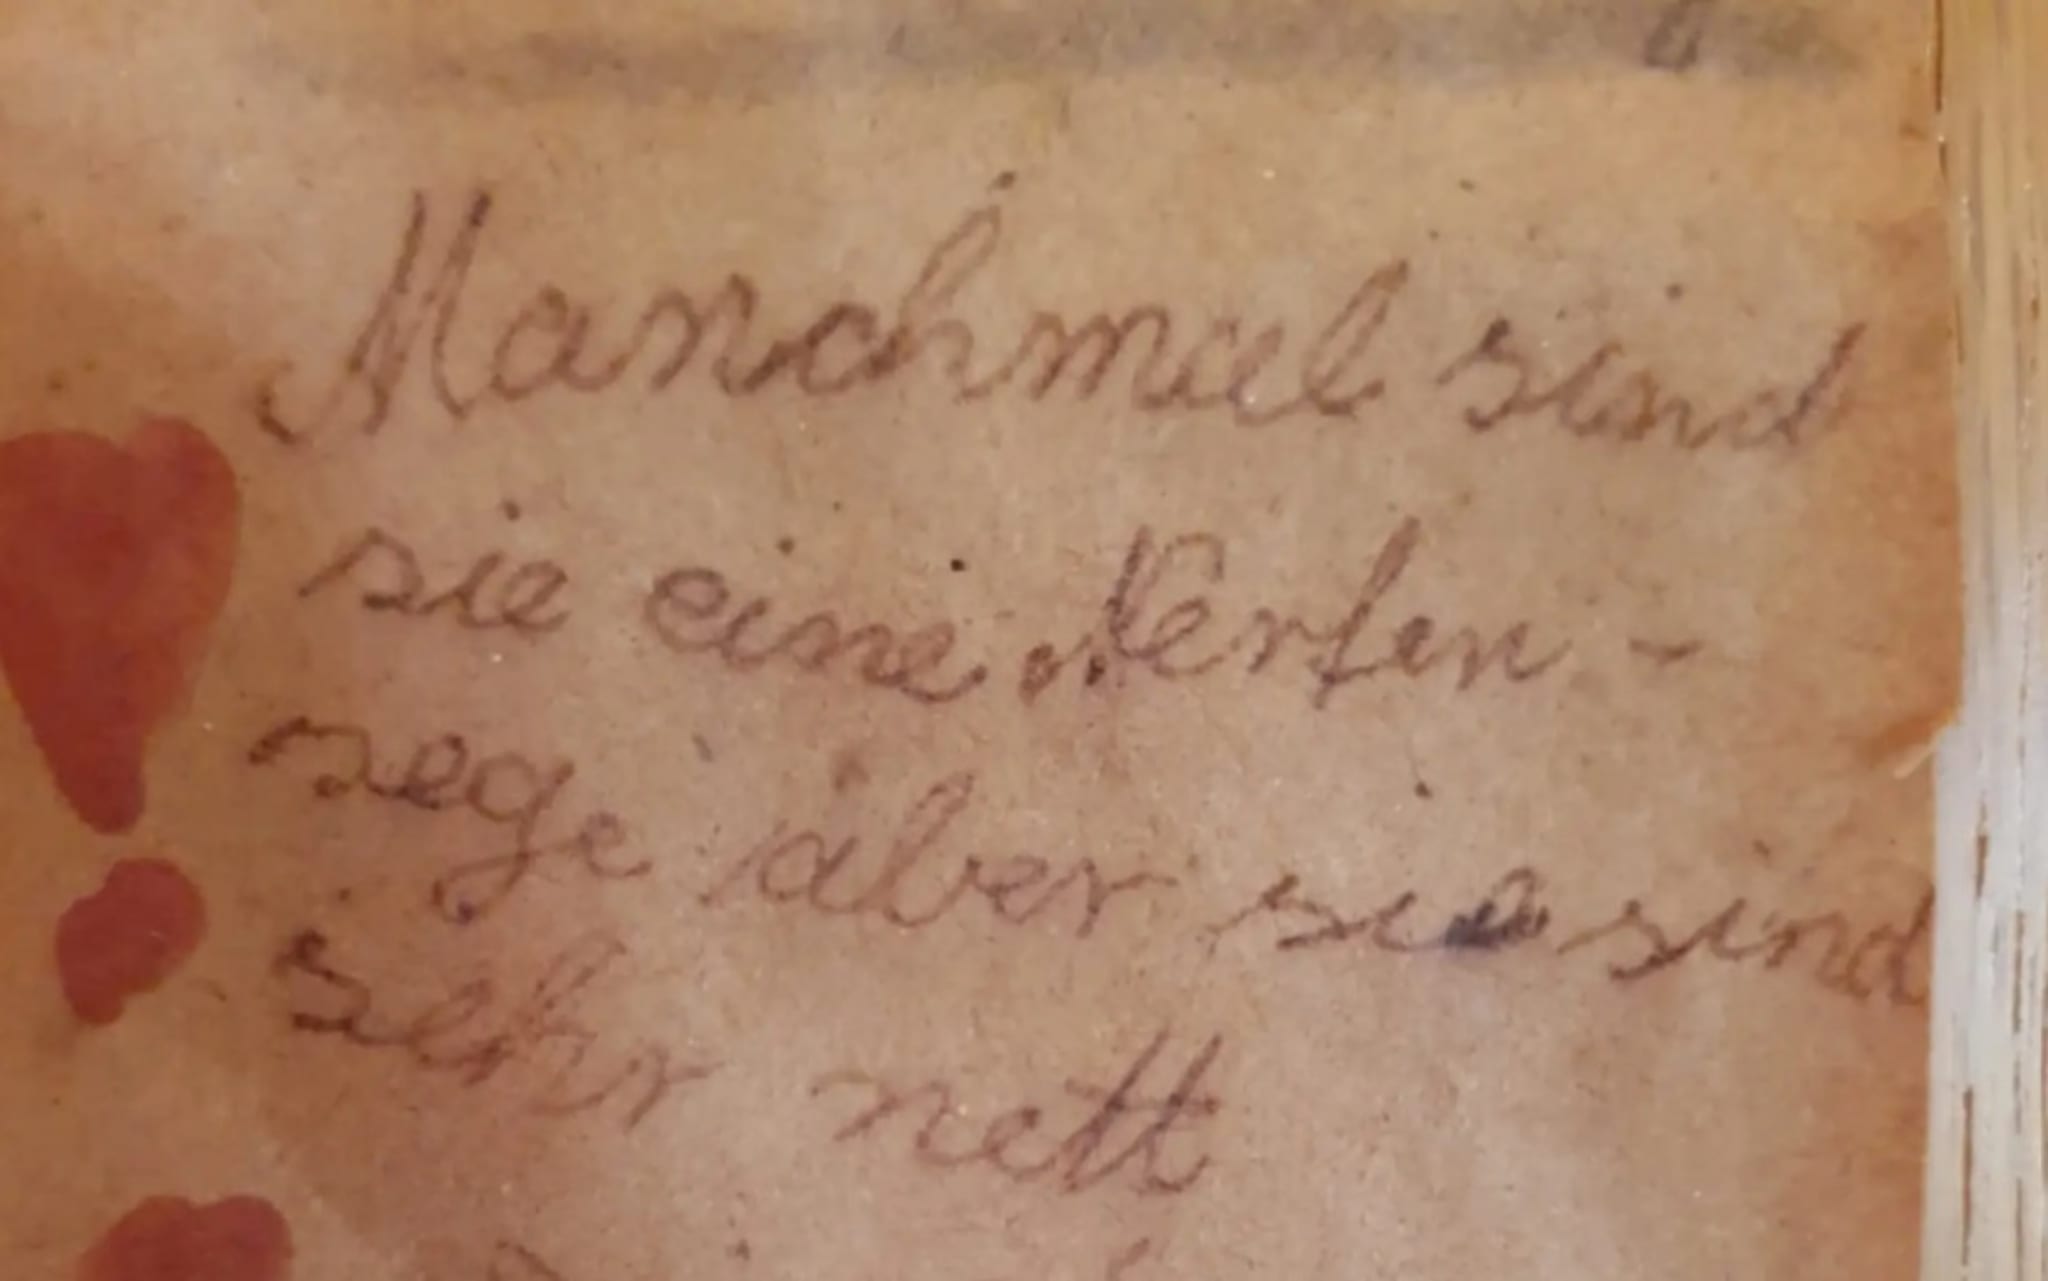 Manchmal sind
sie eine Nerfen-
sege aber sie sind
sehr nett